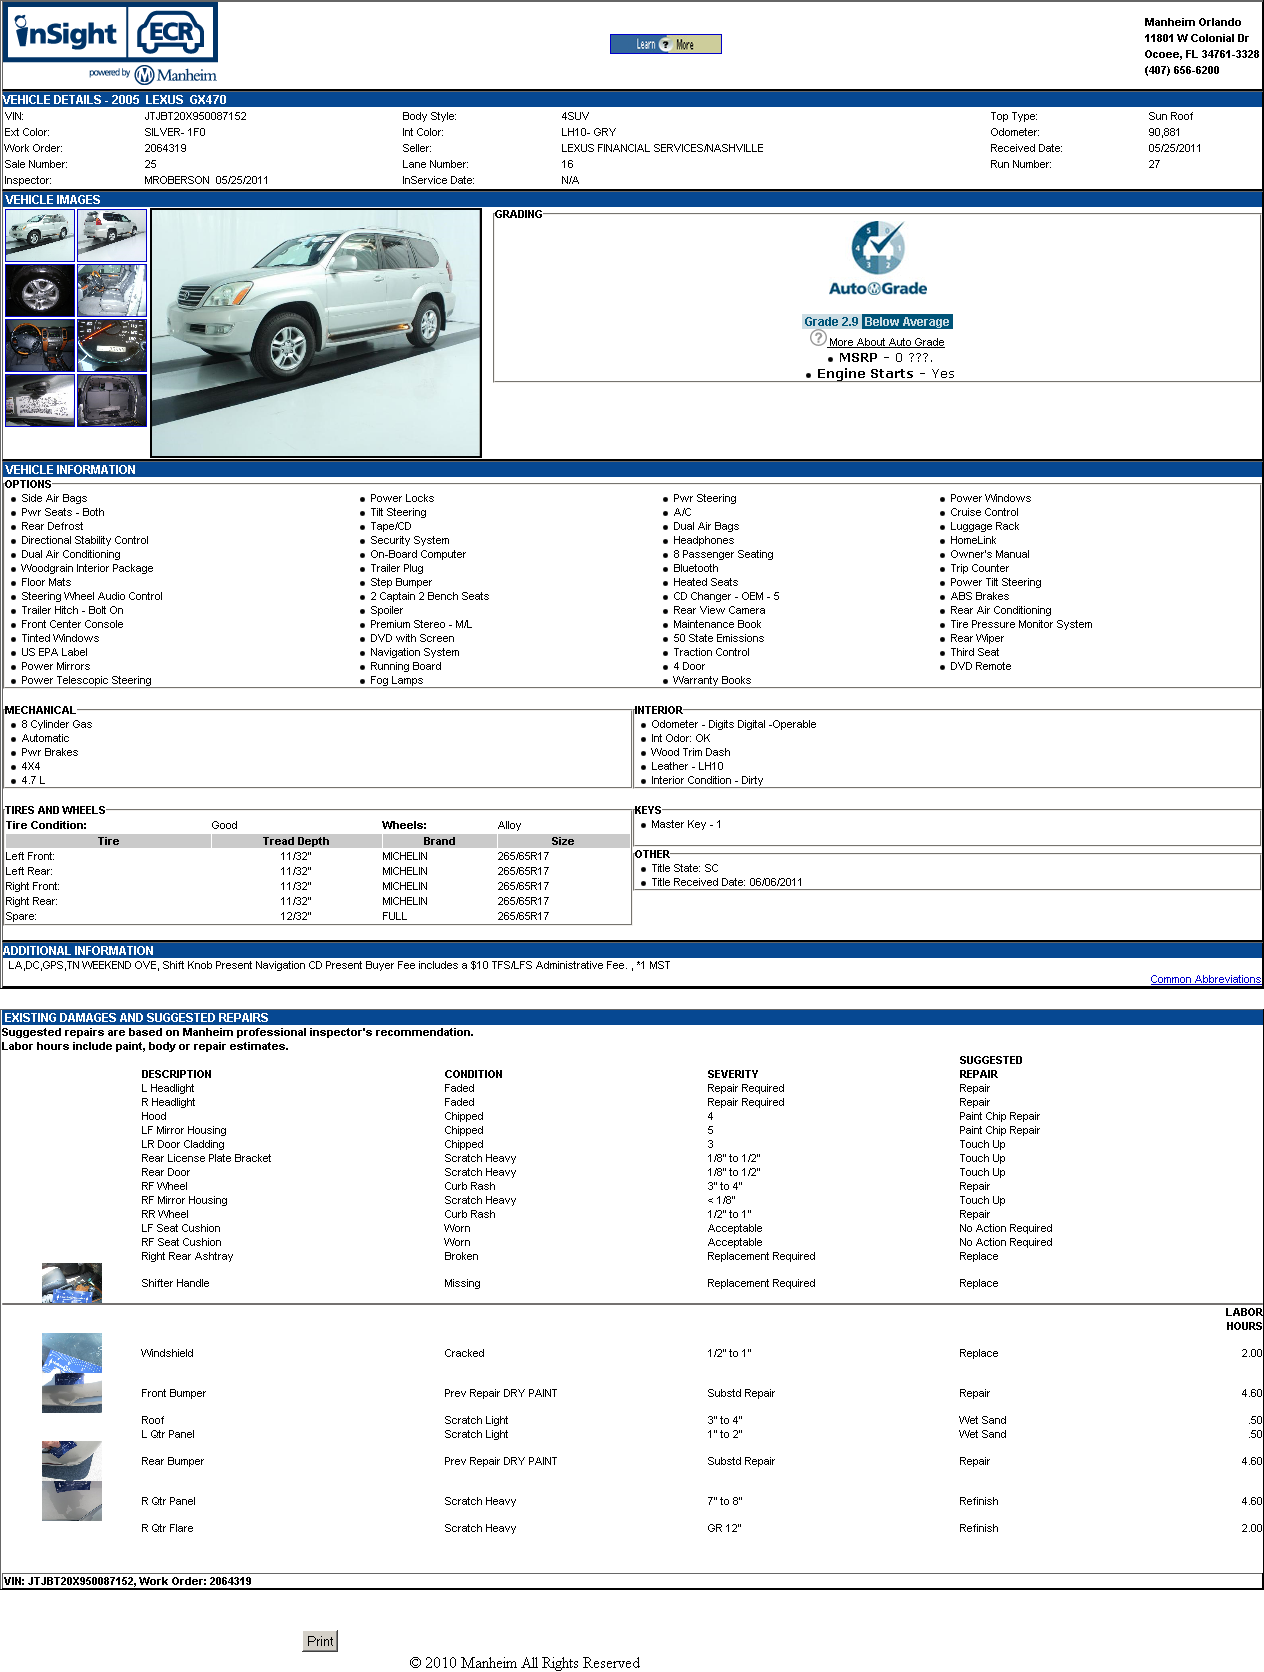 inSight ECR
powered by Manheim
Learn ? More
Manheim Orlando
11801 W Colonial Dr
Ocoee, FL 34761-3328
(407) 656-6200
VEHICLE DETAILS - 2005 LEXUS GX470
VIN: JTJBT20X950087152 Body Style: 4SUV Top Type: Sun Roof
Ext Color: SILVER- 1F0 Int Color: LH10- GRY Odometer: 90,881
Work Order: 2064319 Seller: LEXUS FINANCIAL SERVICES/NASHVILLE Received Date: 05/25/2011
Sale Number: 25 Lane Number: 16 Run Number: 27
Inspector: MROBERSON 05/25/2011 InService Date: N/A
VEHICLE IMAGES
GRADING
5 0 4 1 3 2
AutoGrade
Grade 2.9 Below Average
? More About Auto Grade
• MSRP - 0 ???.
• Engine Starts - Yes
VEHICLE INFORMATION
OPTIONS
• Side Air Bags • Power Locks • Pwr Steering • Power Windows
• Pwr Seats - Both • Tilt Steering • A/C • Cruise Control
• Rear Defrost • Tape/CD • Dual Air Bags • Luggage Rack
• Directional Stability Control • Security System • Headphones • HomeLink
• Dual Air Conditioning • On-Board Computer • 8 Passenger Seating • Owner's Manual
• Woodgrain Interior Package • Trailer Plug • Bluetooth • Trip Counter
• Floor Mats • Step Bumper • Heated Seats • Power Tilt Steering
• Steering Wheel Audio Control • 2 Captain 2 Bench Seats • CD Changer - OEM - 5 • ABS Brakes
• Trailer Hitch - Bolt On • Spoiler • Rear View Camera • Rear Air Conditioning
• Front Center Console • Premium Stereo - M/L • Maintenance Book • Tire Pressure Monitor System
• Tinted Windows • DVD with Screen • 50 State Emissions • Rear Wiper
• US EPA Label • Navigation System • Traction Control • Third Seat
• Power Mirrors • Running Board • 4 Door • DVD Remote
• Power Telescopic Steering • Fog Lamps • Warranty Books
MECHANICAL
• 8 Cylinder Gas
• Automatic
• Pwr Brakes
• 4X4
• 4.7 L
INTERIOR
• Odometer - Digits Digital -Operable
• Int Odor: OK
• Wood Trim Dash
• Leather - LH10
• Interior Condition - Dirty
TIRES AND WHEELS
Tire Condition: Good Wheels: Alloy
Tire Tread Depth Brand Size
Left Front: 11/32" MICHELIN 265/65R17
Left Rear: 11/32" MICHELIN 265/65R17
Right Front: 11/32" MICHELIN 265/65R17
Right Rear: 11/32" MICHELIN 265/65R17
Spare: 12/32" FULL 265/65R17
KEYS
• Master Key - 1
OTHER
• Title State: SC
• Title Received Date: 06/06/2011
ADDITIONAL INFORMATION
LA,DC,GPS,TN WEEKEND OVE, Shift Knob Present Navigation CD Present Buyer Fee includes a $10 TFS/LFS Administrative Fee. , *1 MST
Common Abbreviations
EXISTING DAMAGES AND SUGGESTED REPAIRS
Suggested repairs are based on Manheim professional inspector's recommendation.
Labor hours include paint, body or repair estimates.
DESCRIPTION CONDITION SEVERITY SUGGESTED REPAIR
L Headlight Faded Repair Required Repair
R Headlight Faded Repair Required Repair
Hood Chipped 4 Paint Chip Repair
LF Mirror Housing Chipped 5 Paint Chip Repair
LR Door Cladding Chipped 3 Touch Up
Rear License Plate Bracket Scratch Heavy 1/8" to 1/2" Touch Up
Rear Door Scratch Heavy 1/8" to 1/2" Touch Up
RF Wheel Curb Rash 3" to 4" Repair
RF Mirror Housing Scratch Heavy < 1/8" Touch Up
RR Wheel Curb Rash 1/2" to 1" Repair
LF Seat Cushion Worn Acceptable No Action Required
RF Seat Cushion Worn Acceptable No Action Required
Right Rear Ashtray Broken Replacement Required Replace
Shifter Handle Missing Replacement Required Replace
LABOR HOURS
Windshield Cracked 1/2" to 1" Replace 2.00
Front Bumper Prev Repair DRY PAINT Substd Repair Repair 4.60
Roof Scratch Light 3" to 4" Wet Sand .50
L Qtr Panel Scratch Light 1" to 2" Wet Sand .50
Rear Bumper Prev Repair DRY PAINT Substd Repair Repair 4.60
R Qtr Panel Scratch Heavy 7" to 8" Refinish 4.60
R Qtr Flare Scratch Heavy GR 12" Refinish 2.00
VIN: JTJBT20X950087152, Work Order: 2064319
Print
© 2010 Manheim All Rights Reserved